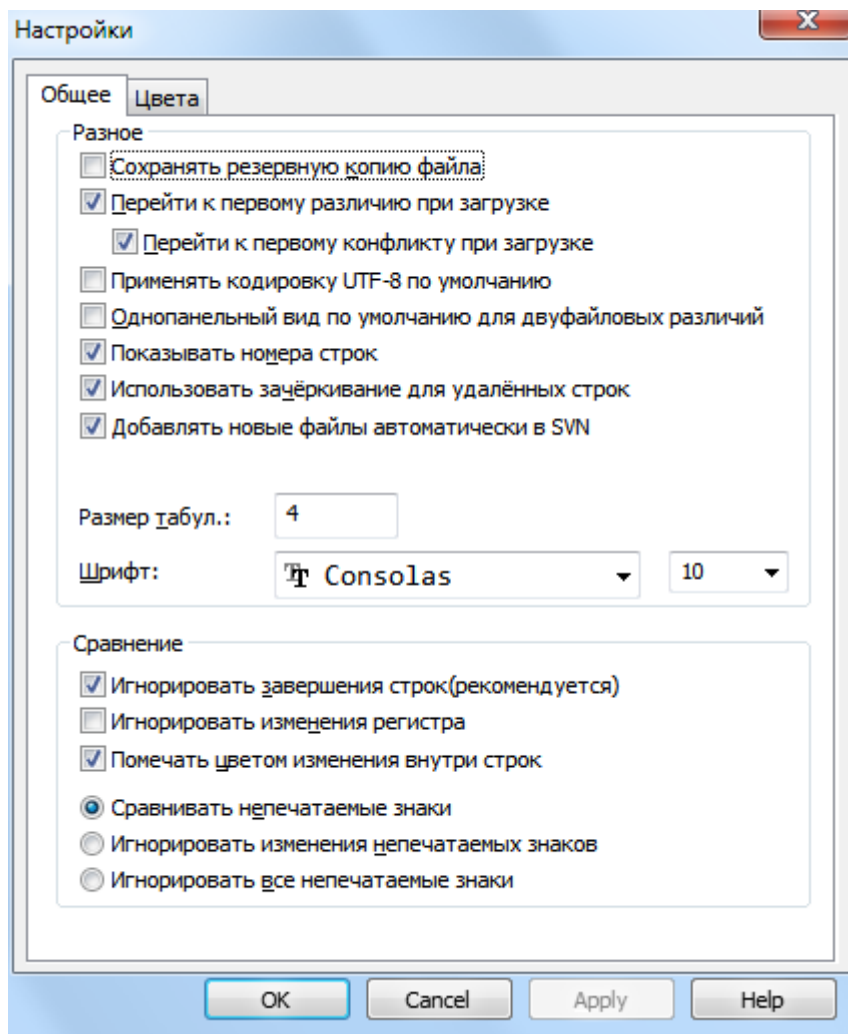 Настройки
Общее Цвета
Разное
Сохранять резервную копию файла
Перейти к первому различию при загрузке
Перейти к первому конфликту при загрузке
Применять кодировку UTF-8 по умолчанию
Однопанельный вид по умолчанию для двуфайловых различий
Показывать номера строк
Использовать зачёркивание для удалённых строк
Добавлять новые файлы автоматически в SVN
Размер табул.: 4
Шрифт: Consolas 10
Сравнение
Игнорировать завершения строк(рекомендуется)
Игнорировать изменения регистра
Помечать цветом изменения внутри строк
Сравнивать непечатаемые знаки
Игнорировать изменения непечатаемых знаков
Игнорировать все непечатаемые знаки
OK Cancel Apply Help